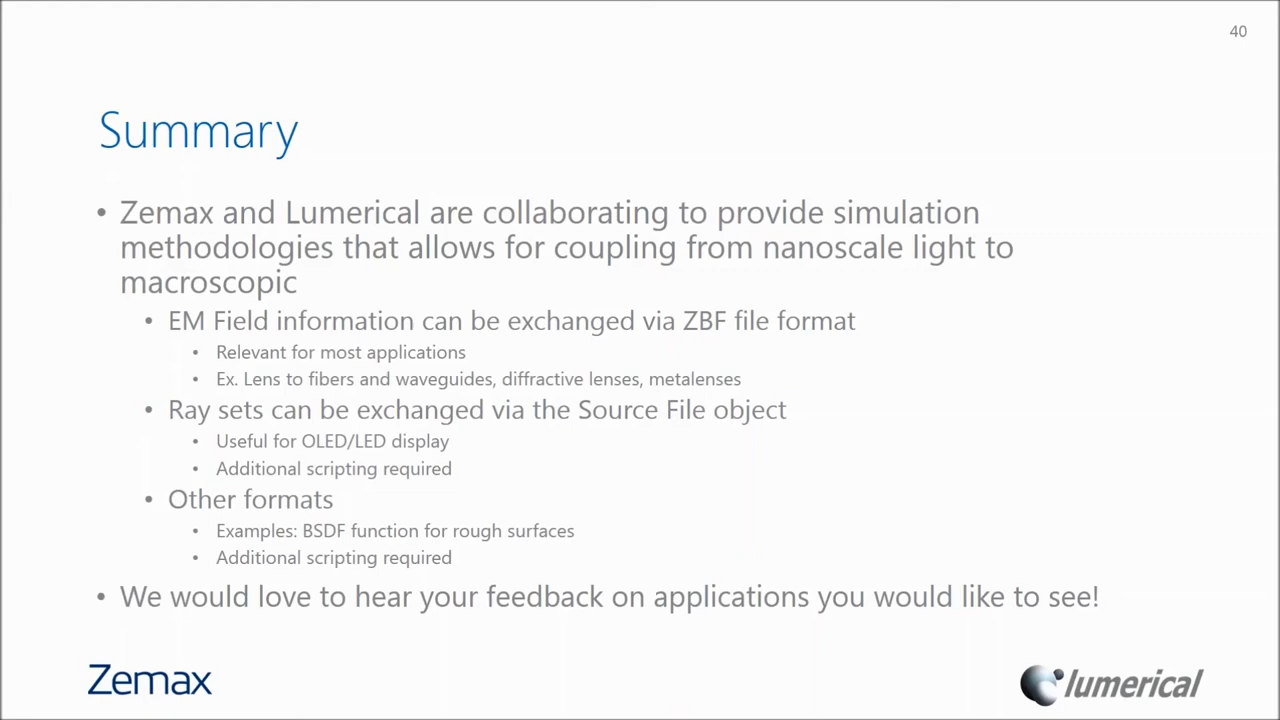 40
Summary
• Zemax and Lumerical are collaborating to provide simulation
methodologies that allows for coupling from nanoscale light to
macroscopic
• EM Field information can be exchanged via ZBF file format
• Relevant for most applications
• Ex. Lens to fibers and waveguides, diffractive lenses, metalenses
• Ray sets can be exchanged via the Source File object
• Useful for OLED/LED display
• Additional scripting required
• Other formats
• Examples: BSDF function for rough surfaces
• Additional scripting required
• We would love to hear your feedback on applications you would like to see!
Zemax
lumerical